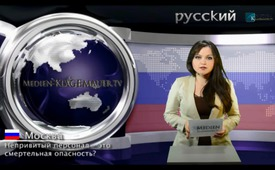 русский
MEDIEN-KLAGEMAUER.TV
Москва
Непривитый персонал – это
смертельная опасность?